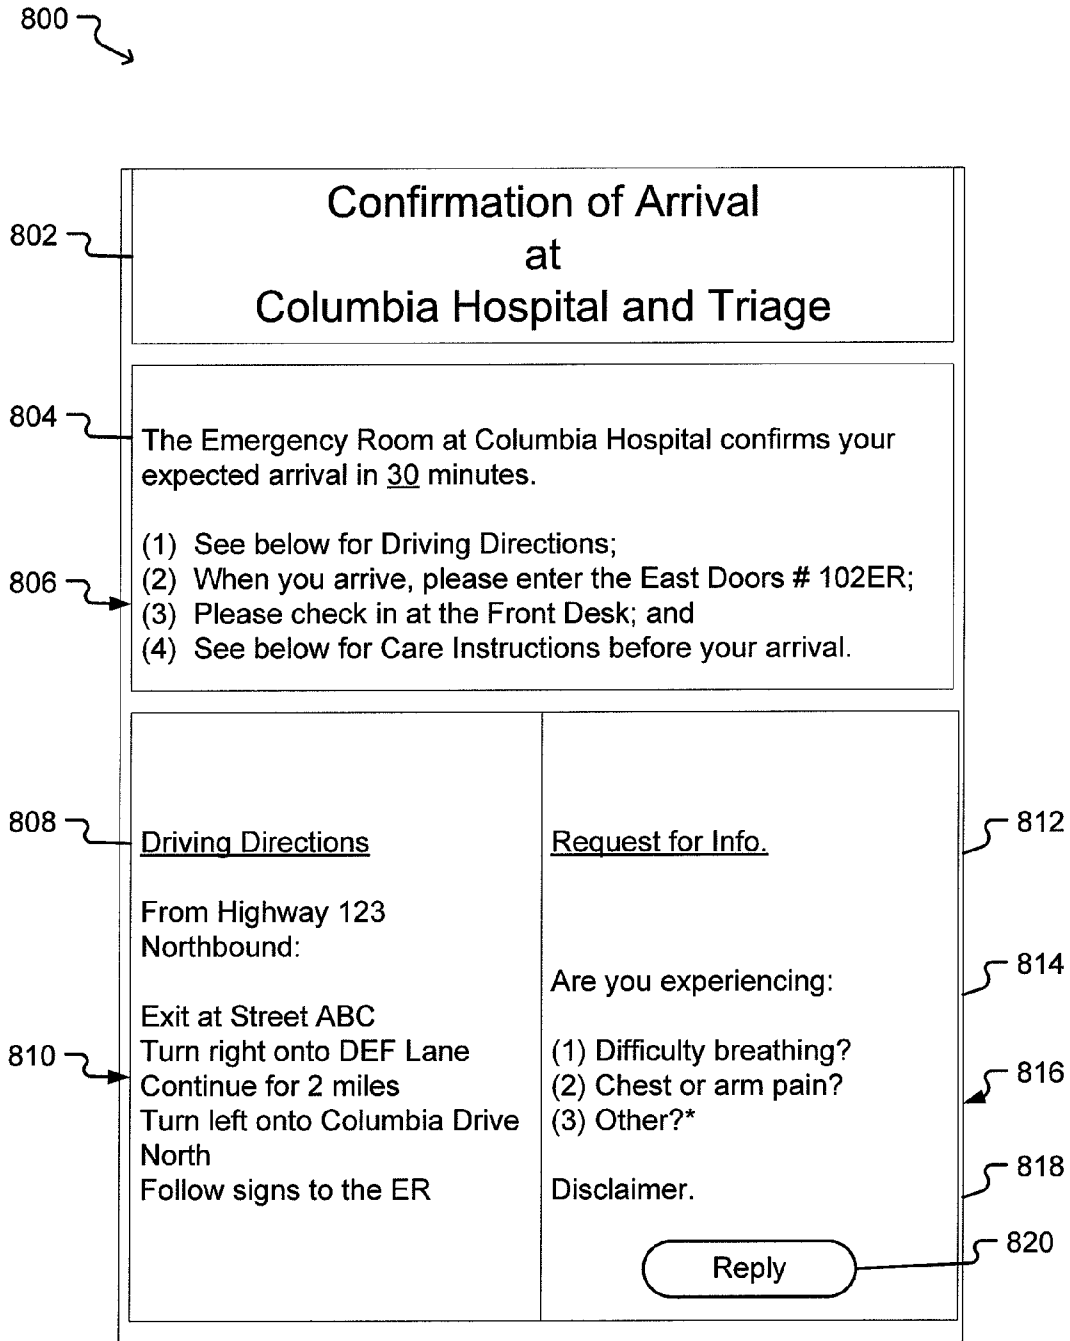 800
802
Confirmation of Arrival
at
Columbia Hospital and Triage
804
The Emergency Room at Columbia Hospital confirms your
expected arrival in 30 minutes.
806
(1) See below for Driving Directions;
(2) When you arrive, please enter the East Doors # 102ER;
(3) Please check in at the Front Desk; and
(4) See below for Care Instructions before your arrival.
808
Driving Directions
From Highway 123
Northbound:
810
Exit at Street ABC
Turn right onto DEF Lane
Continue for 2 miles
Turn left onto Columbia Drive
North
Follow signs to the ER
Request for Info.
812
Are you experiencing:
814
(1) Difficulty breathing?
(2) Chest or arm pain?
(3) Other?*
816
Disclaimer.
818
Reply
820